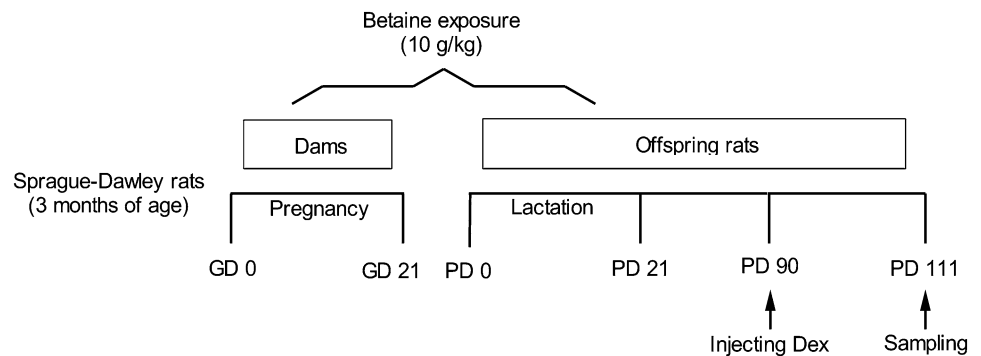 Betaine exposure
(10 g/kg)
Dams
Offspring rats
Sprague-Dawley rats
(3 months of age)
Pregnancy
Lactation
GD 0
GD 21
PD 0
PD 21
PD 90
PD 111
Injecting Dex
Sampling